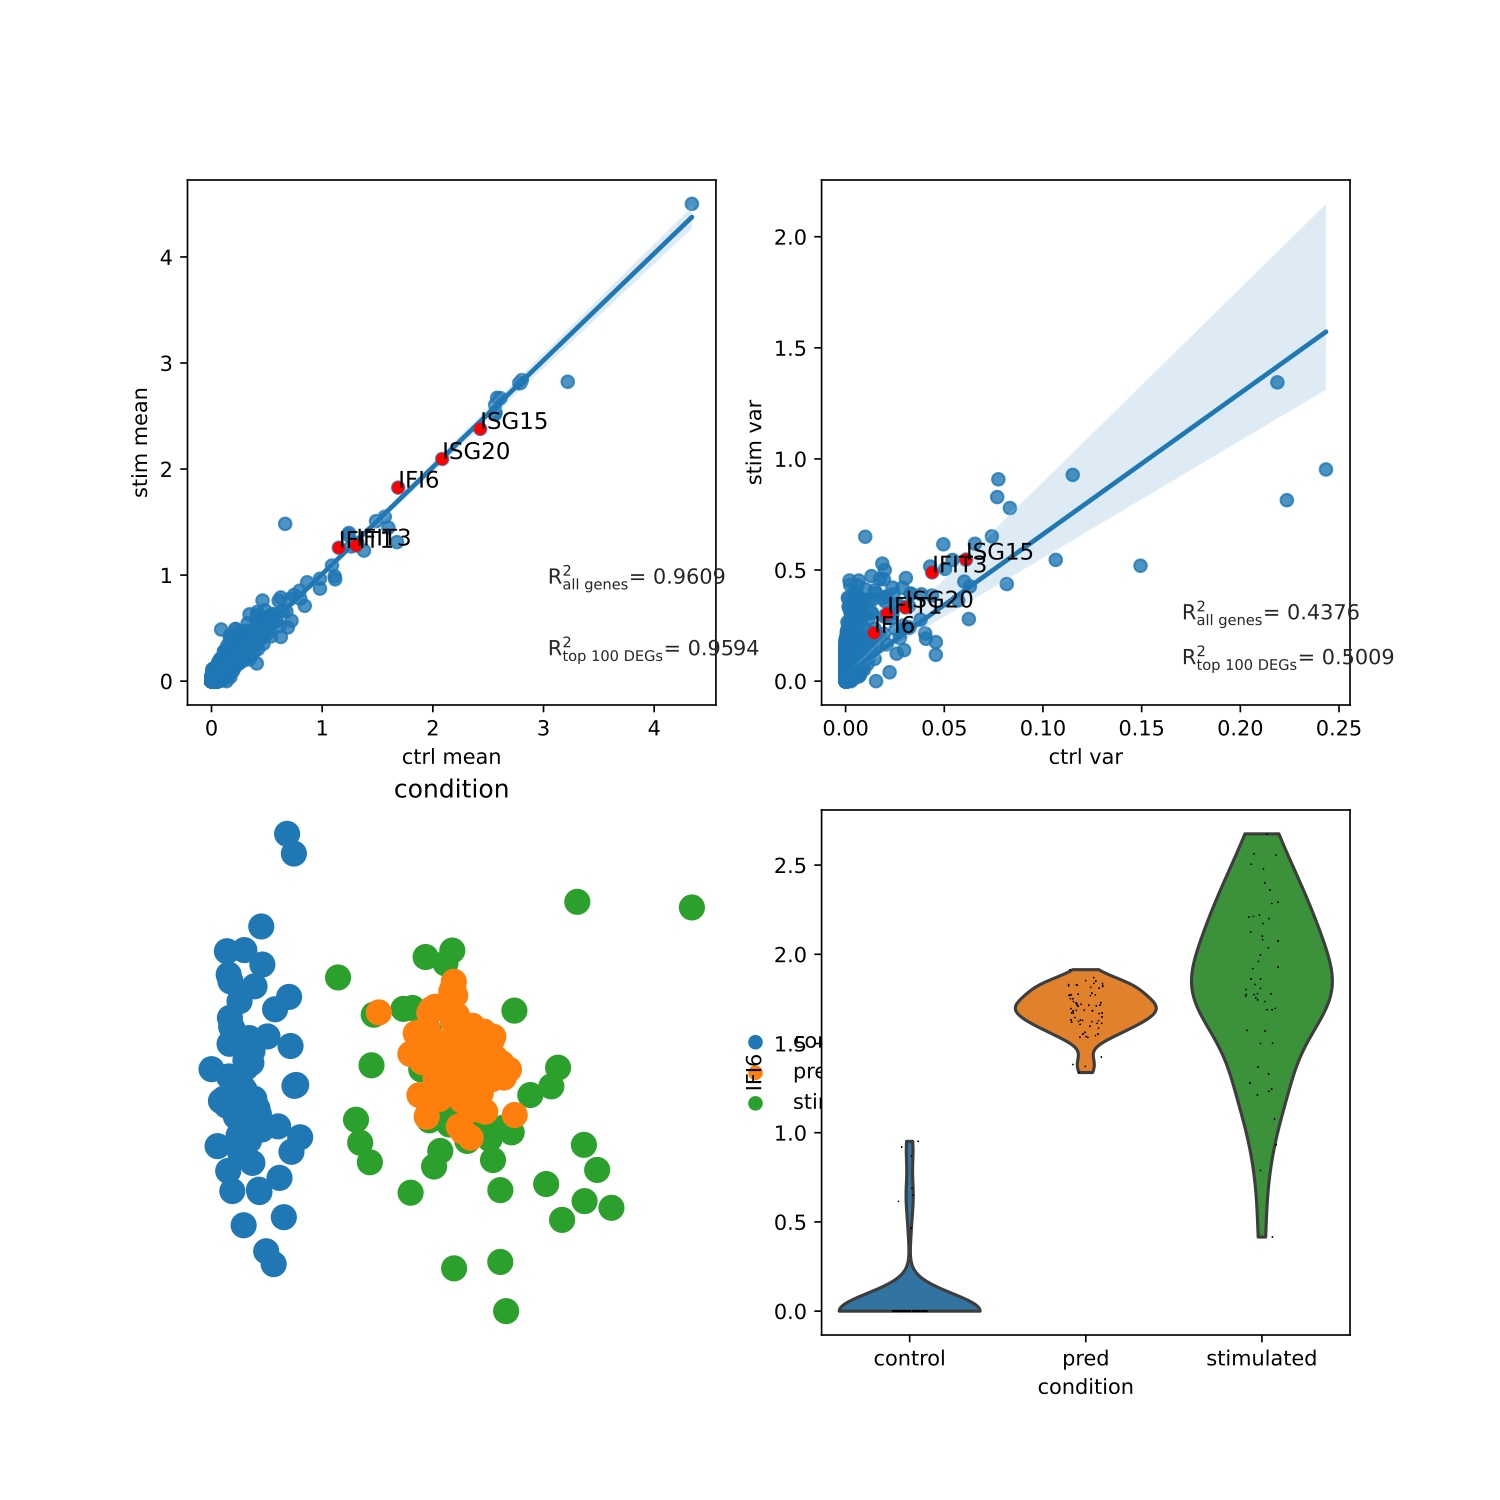 4
3
2
1
0
stim mean
ISG15
ISG20
IFI6
IFIT1
IFIT3
R²all genes= 0.9609
R²top 100 DEGs= 0.9594
0 1 2 3 4
ctrl mean
2.0
1.5
1.0
0.5
0.0
stim var
ISG15
IFIT3
ISG20
IFIT1
IFI6
R²all genes= 0.4376
R²top 100 DEGs= 0.5009
0.00 0.05 0.10 0.15 0.20 0.25
ctrl var
condition
2.5
2.0
1.5
1.0
0.5
0.0
IFI6
control pred stimulated
condition